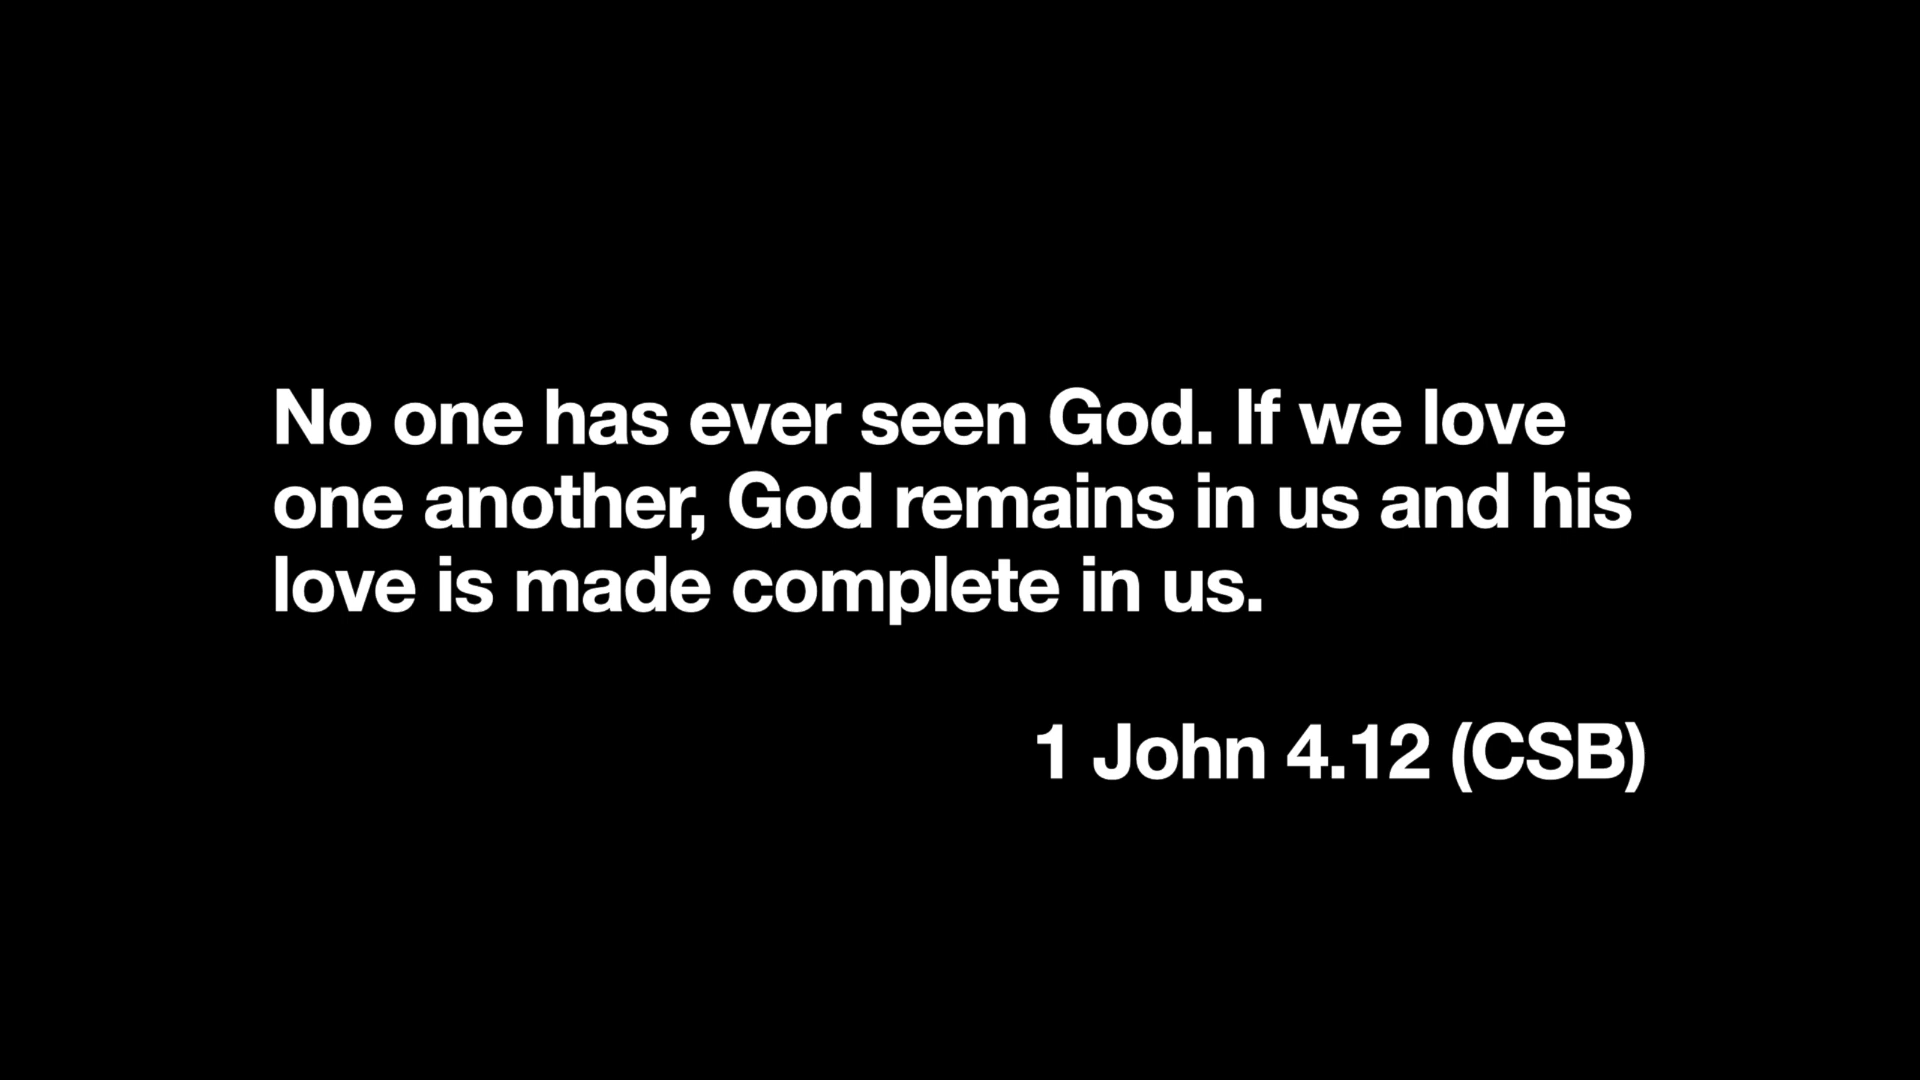 No one has ever seen God. If we love
one another, God remains in us and his
love is made complete in us.
1 John 4.12 (CSB)